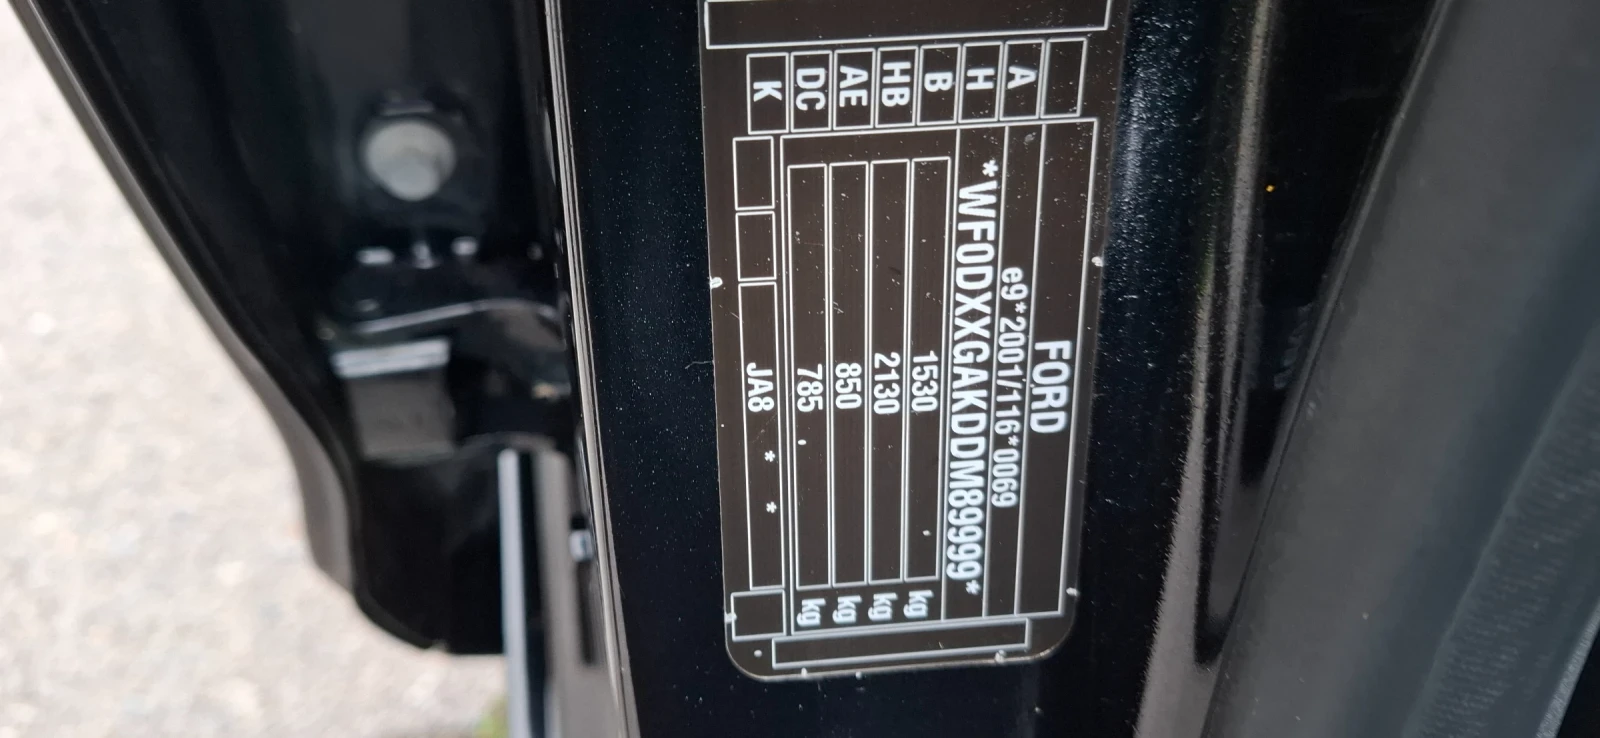 FORD
A e9*2001/116*0069
H *WF0DXXGAKDDM89999*
B 1530 kg
HB 2130 kg
AE 850 kg
DC 785 kg
K JA8 * *